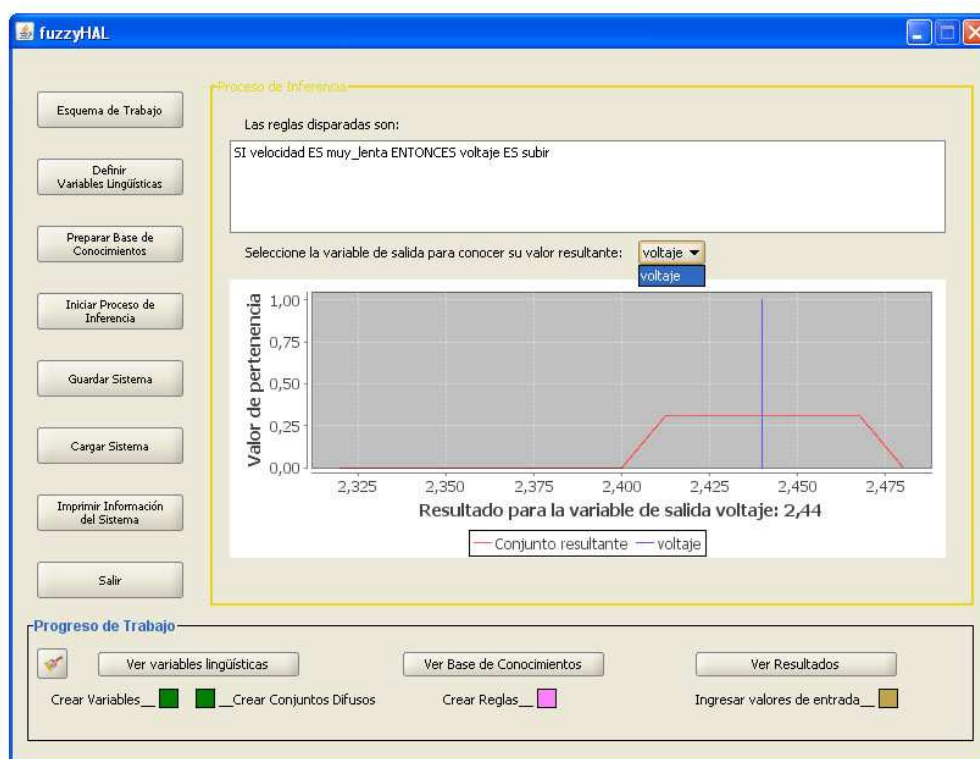 fuzzyHAL
Esquema de Trabajo
Definir
Variables Lingüísticas
Preparar Base de
Conocimientos
Iniciar Proceso de
Inferencia
Guardar Sistema
Cargar Sistema
Imprimir Información
del Sistema
Salir
Proceso de Inferencia
Las reglas disparadas son:
SI velocidad ES muy_lenta ENTONCES voltaje ES subir
Seleccione la variable de salida para conocer su valor resultante:
voltaje
voltaje
Valor de pertenencia
1,00
0,75
0,50
0,25
0,00
2,325 2,350 2,375 2,400 2,425 2,450 2,475
Resultado para la variable de salida voltaje: 2,44
Conjunto resultante voltaje
Progreso de Trabajo
Ver variables lingüísticas Ver Base de Conocimientos Ver Resultados
Crear Variables__ __Crear Conjuntos Difusos Crear Reglas__ Ingresar valores de entrada__